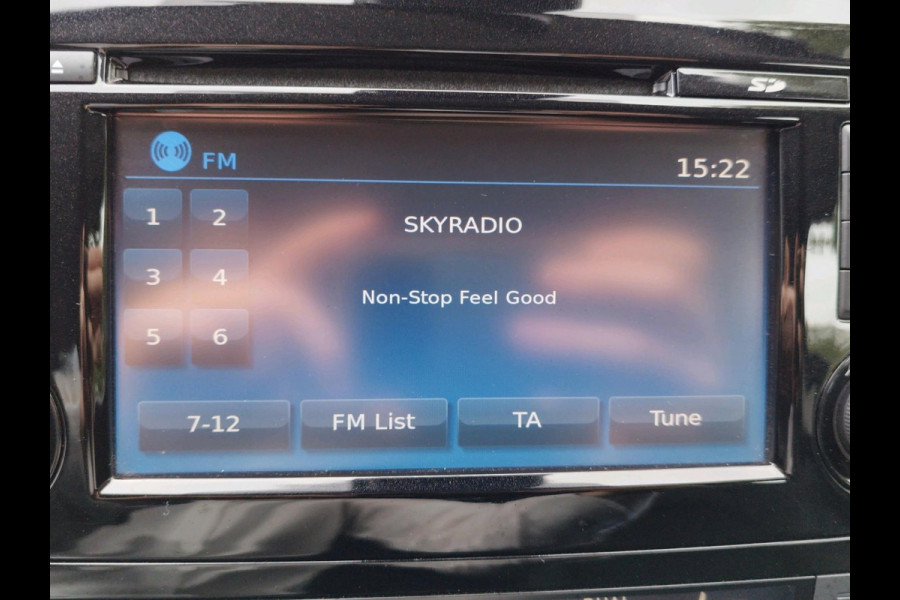 SD
FM
15:22
1 2
SKYRADIO
3 4
Non-Stop Feel Good
5 6
7-12 FM List TA Tune